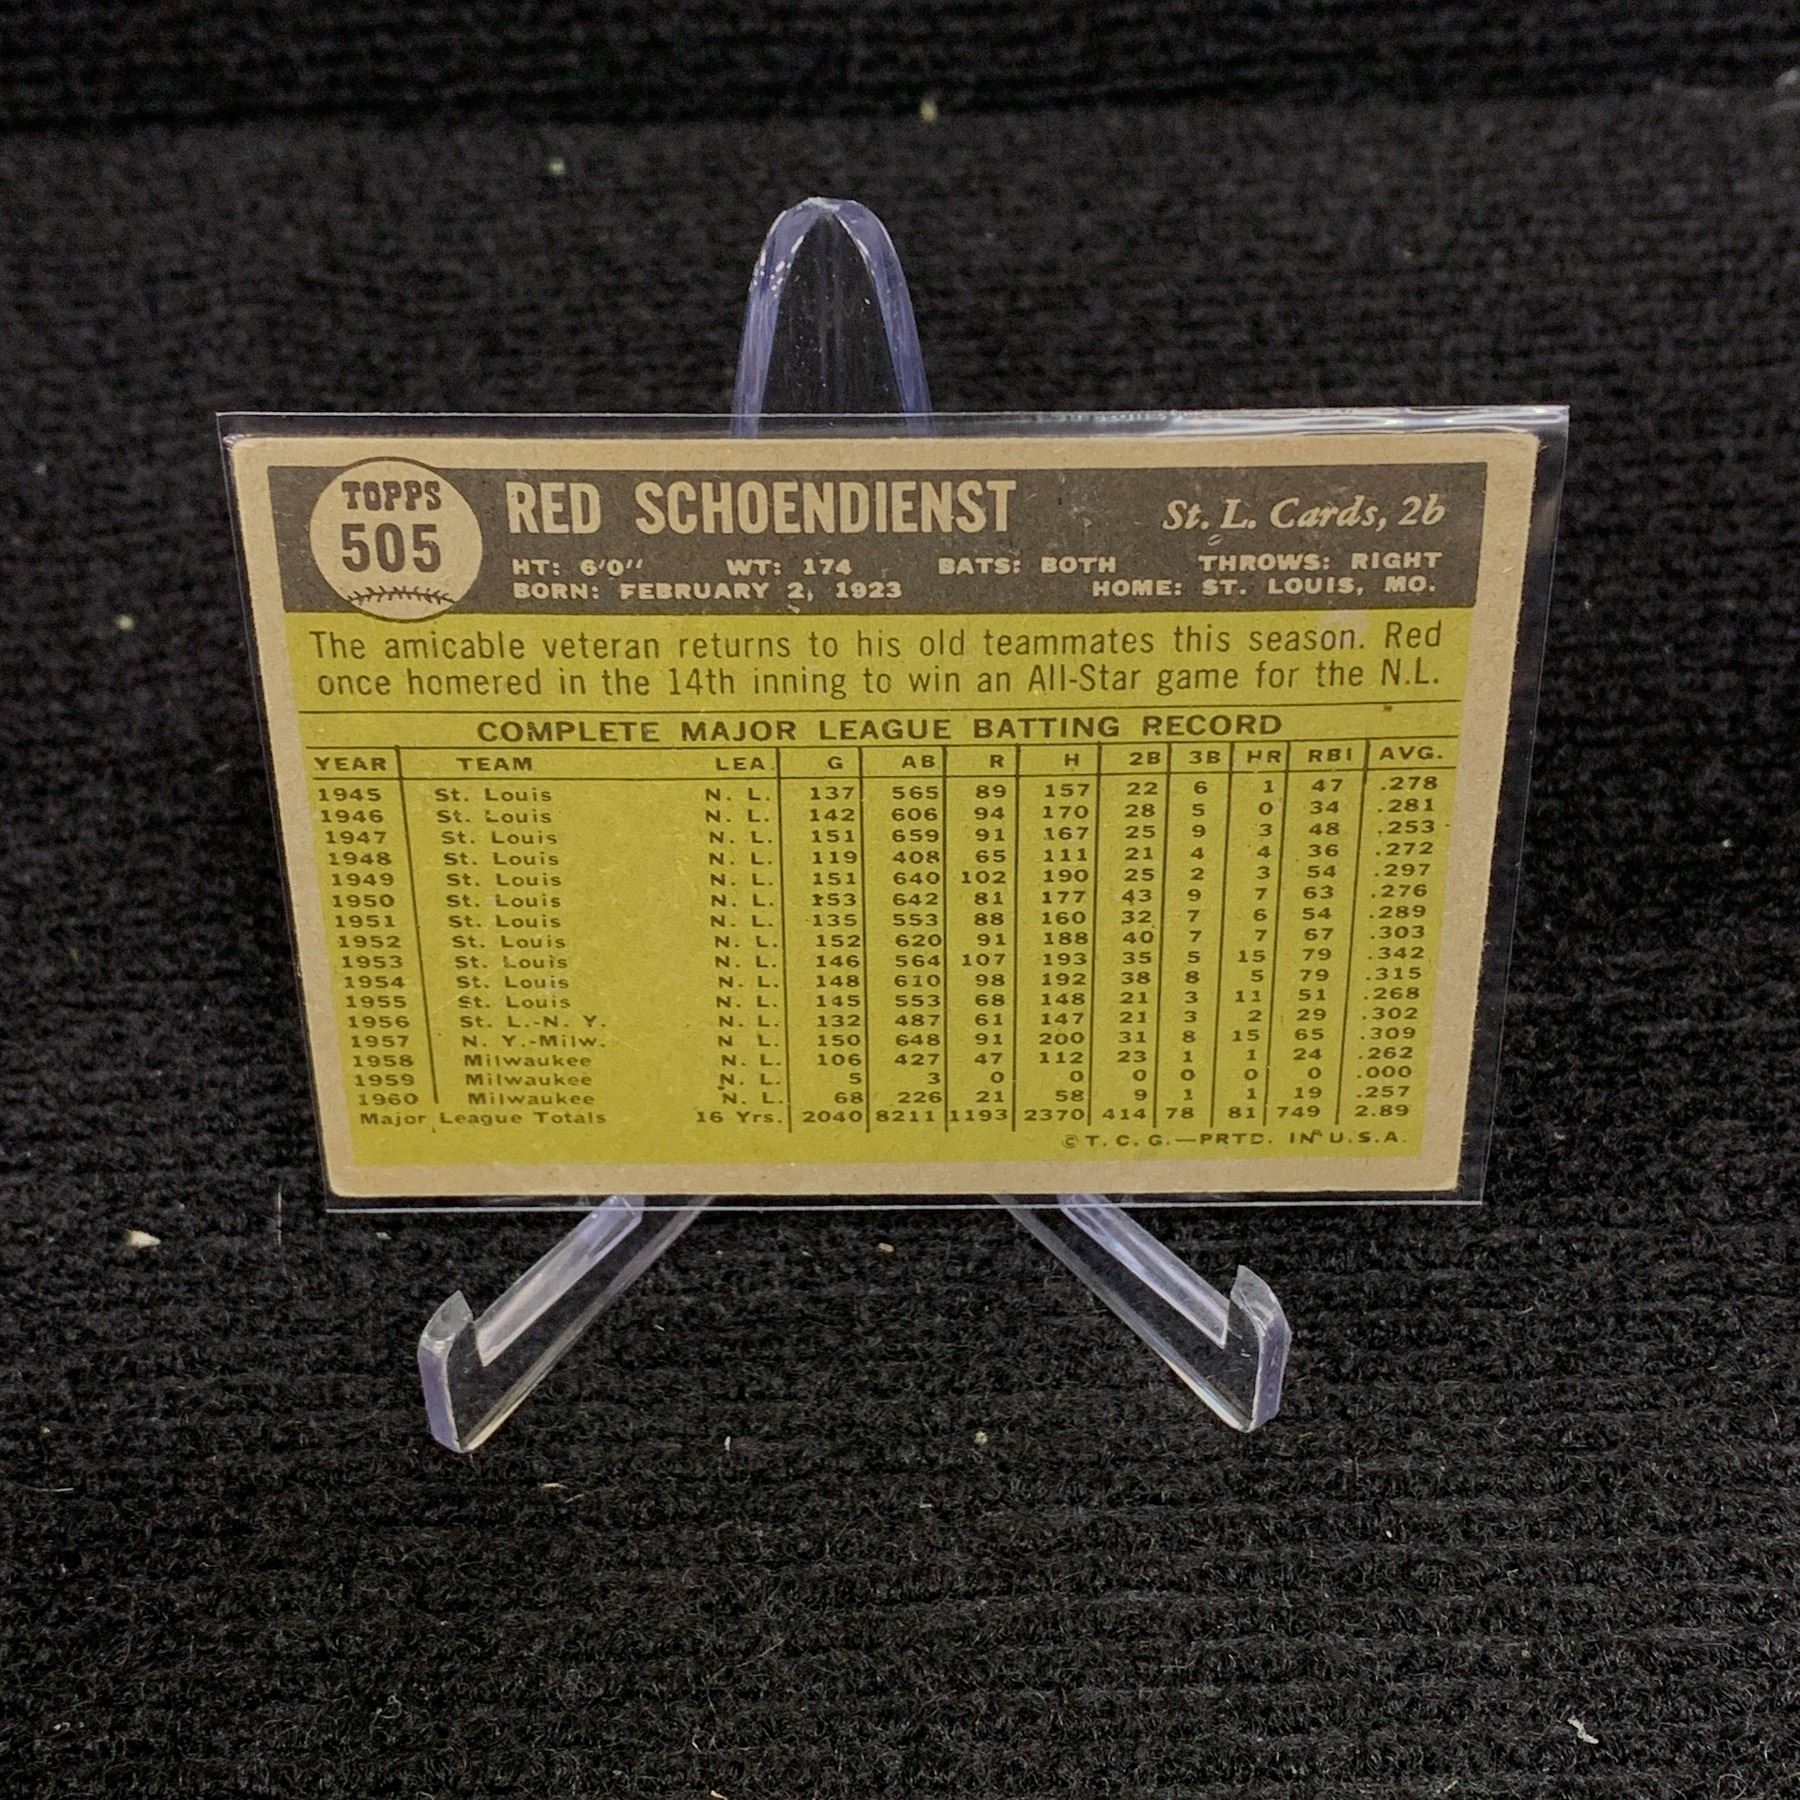 TOPPS
505
RED SCHOENDIENST
St. L. Cards, 2b
HT: 6'0'' WT: 174 BATS: BOTH THROWS: RIGHT
BORN: FEBRUARY 2, 1923 HOME: ST. LOUIS, MO.
The amicable veteran returns to his old teammates this season. Red
once homered in the 14th inning to win an All-Star game for the N.L.
COMPLETE MAJOR LEAGUE BATTING RECORD
YEAR TEAM LEA. G AB R H 2B 3B HR RBI AVG.
1945 St. Louis N. L. 137 565 89 157 22 6 1 47 .278
1946 St. Louis N. L. 142 606 94 170 28 5 0 34 .281
1947 St. Louis N. L. 151 659 91 167 25 9 3 48 .253
1948 St. Louis N. L. 119 408 65 111 21 4 4 36 .272
1949 St. Louis N. L. 151 640 102 190 25 2 3 54 .297
1950 St. Louis N. L. 153 642 81 177 43 9 7 63 .276
1951 St. Louis N. L. 135 553 88 160 32 7 6 54 .289
1952 St. Louis N. L. 152 620 91 188 40 7 7 67 .303
1953 St. Louis N. L. 146 564 107 193 35 5 15 79 .342
1954 St. Louis N. L. 148 610 98 192 38 8 5 79 .315
1955 St. Louis N. L. 145 553 68 148 21 3 11 51 .268
1956 St. L.-N. Y. N. L. 132 487 61 147 21 3 2 29 .302
1957 N. Y.-Milw. N L. 150 648 91 200 31 8 15 65 .309
1958 Milwaukee N. L. 106 427 47 112 23 1 1 24 .262
1959 Milwaukee N. L. 5 3 0 0 0 0 0 0 .000
1960 Milwaukee N. L. 68 226 21 58 9 1 1 19 .257
Major League Totals 16 Yrs. 2040 8211 1193 2370 414 78 81 749 2.89
© T. C. G.—PRTD. IN U.S.A.